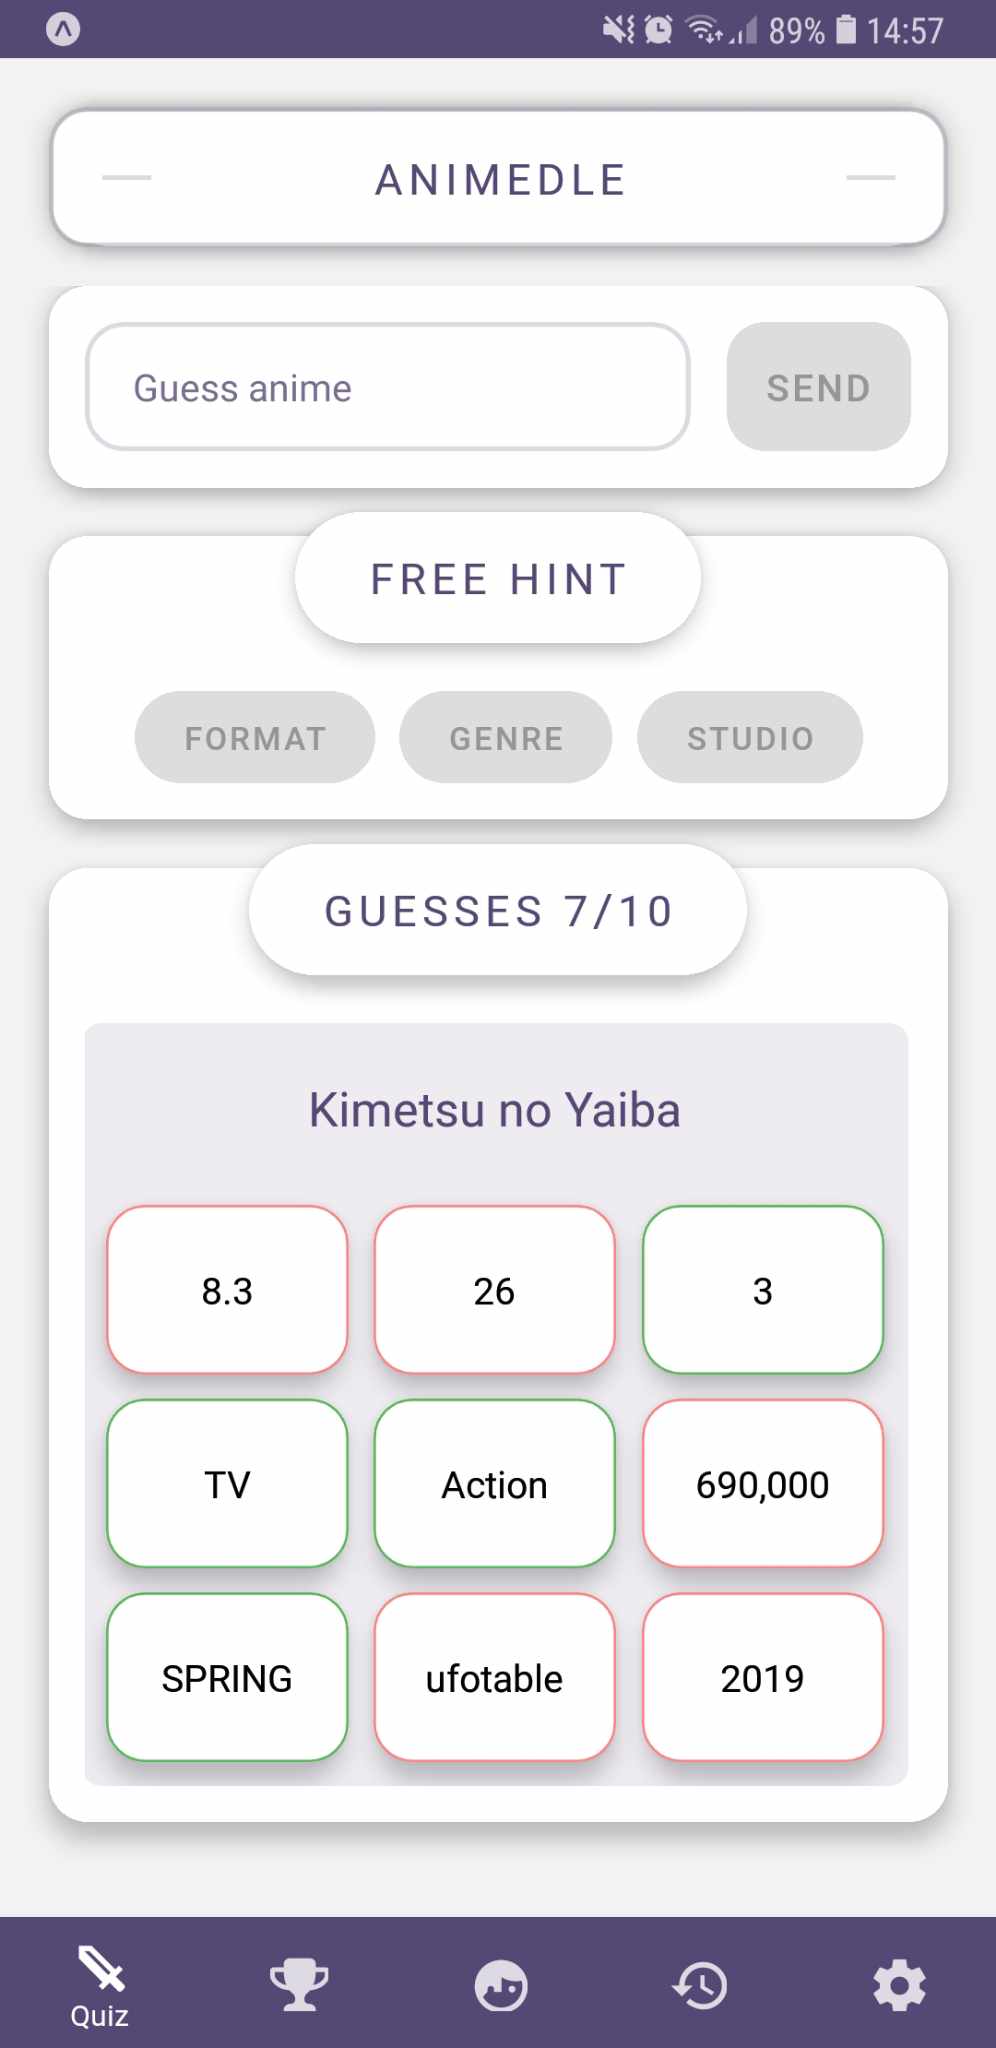 89% 14:57
ANIMEDLE
Guess anime SEND
FREE HINT
FORMAT GENRE STUDIO
GUESSES 7/10
Kimetsu no Yaiba
8.3 26 3
TV Action 690,000
SPRING ufotable 2019
Quiz